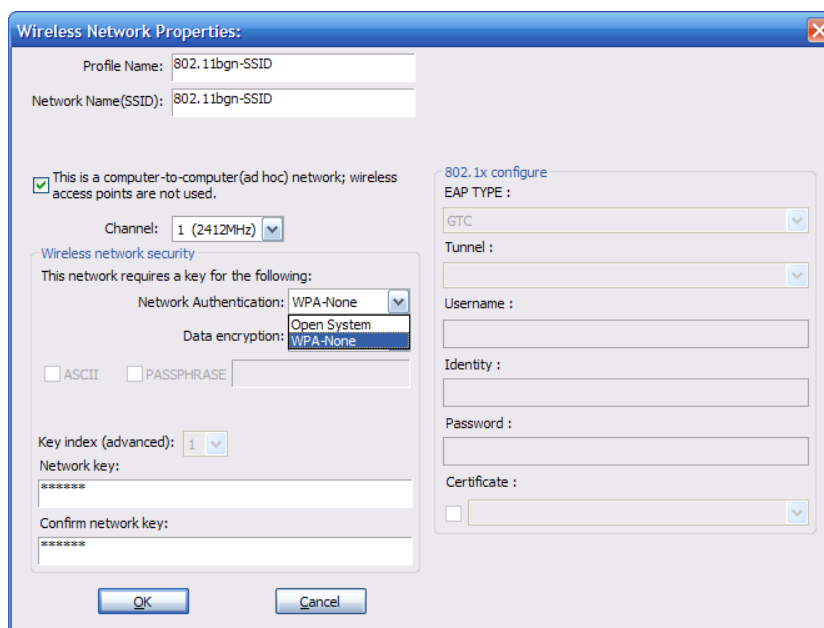 Wireless Network Properties:
Profile Name: 802.11bgn-SSID
Network Name(SSID): 802.11bgn-SSID
This is a computer-to-computer(ad hoc) network; wireless
access points are not used.
Channel: 1 (2412MHz)
Wireless network security
This network requires a key for the following:
Network Authentication: WPA-None
Open System
WPA-None
Data encryption:
ASCII PASSPHRASE
Key index (advanced): 1
Network key:
******
Confirm network key:
******
OK Cancel
802.1x configure
EAP TYPE :
GTC
Tunnel :
Username :
Identity :
Password :
Certificate :